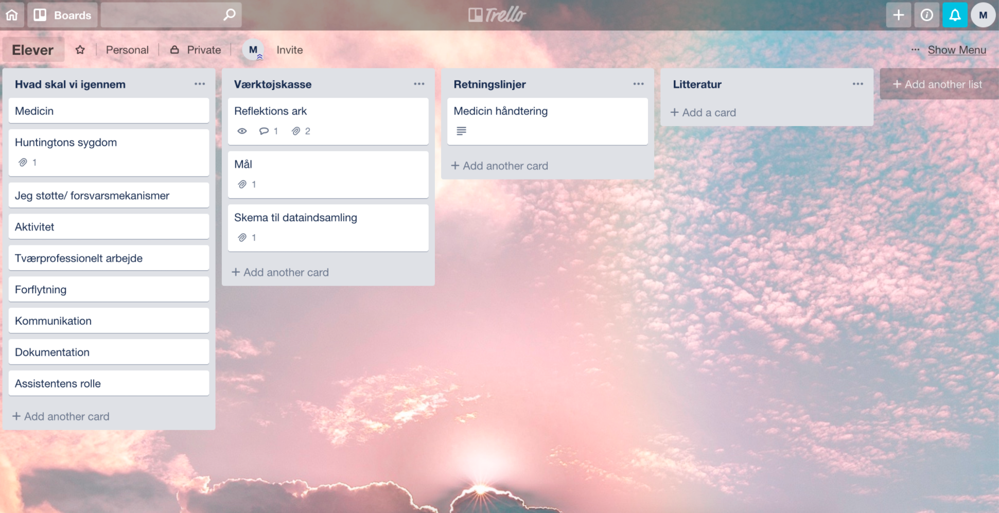 Boards
Trello
M
Elever
Personal
Private
M
Invite
... Show Menu
Hvad skal vi igennem
Medicin
Huntingtons sygdom
1
Jeg støtte/ forsvarsmekanismer
Aktivitet
Tværprofessionelt arbejde
Forflytning
Kommunikation
Dokumentation
Assistentens rolle
+ Add another card
Værktøjskasse
Reflektions ark
1 2
Mål
1
Skema til dataindsamling
1
+ Add another card
Retningslinjer
Medicin håndtering
+ Add another card
Litteratur
+ Add a card
+ Add another list